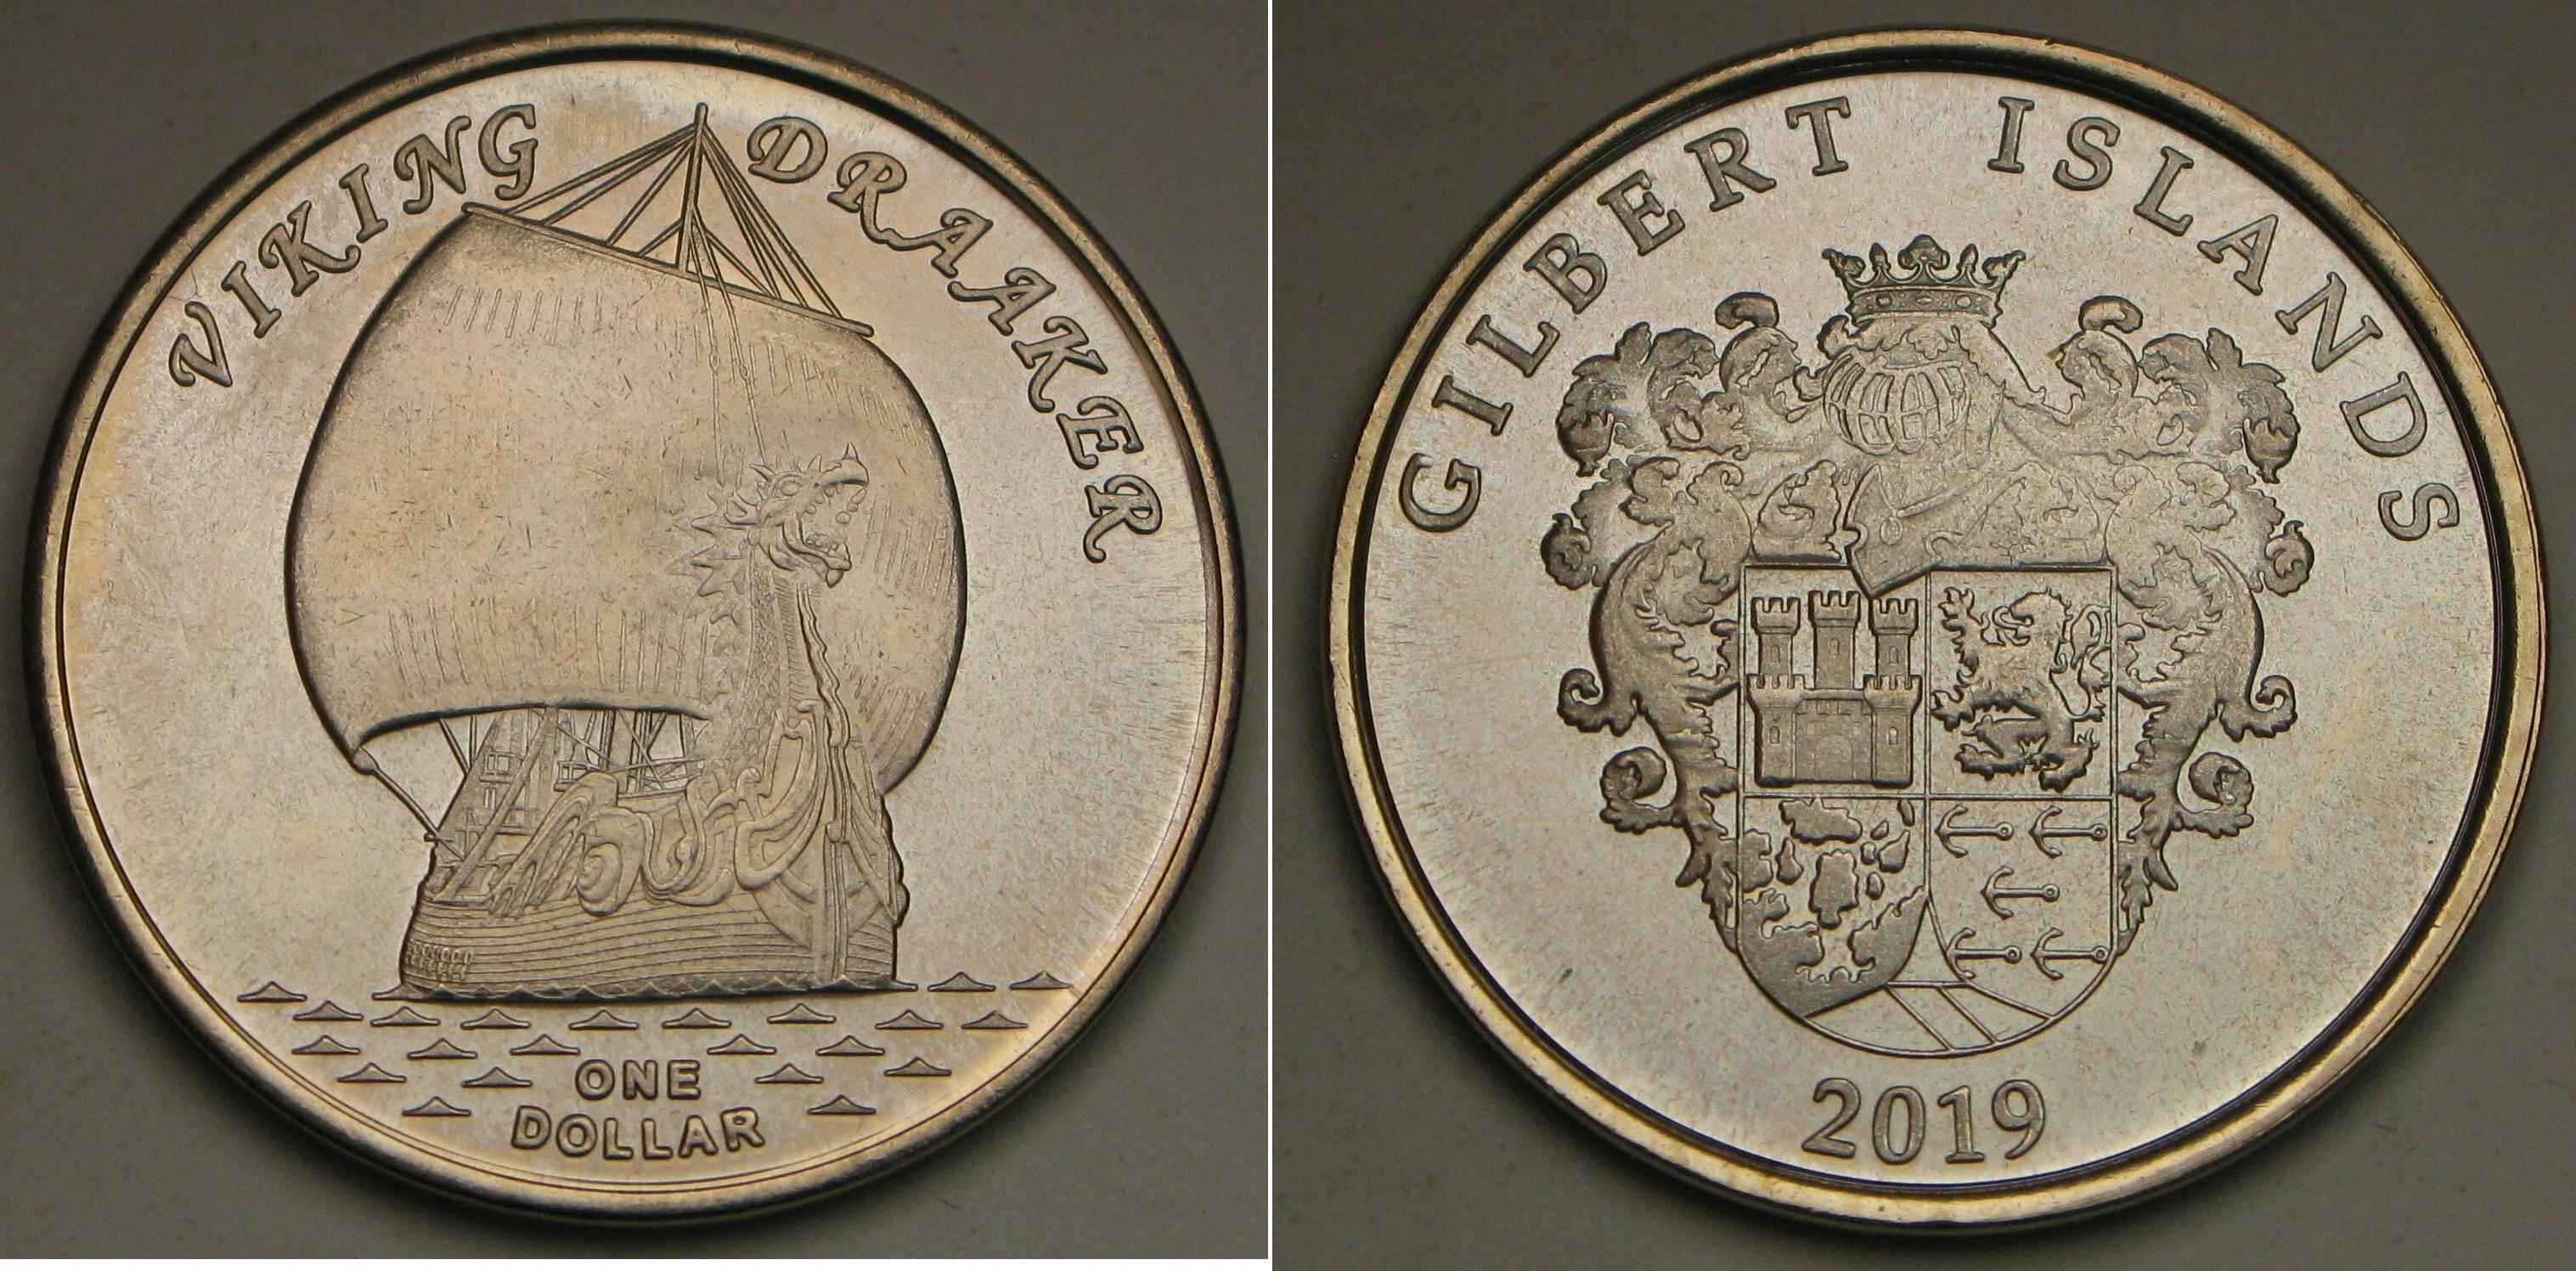 VIKING DRAAKER
ONE
DOLLAR
GILBERT ISLANDS
2019